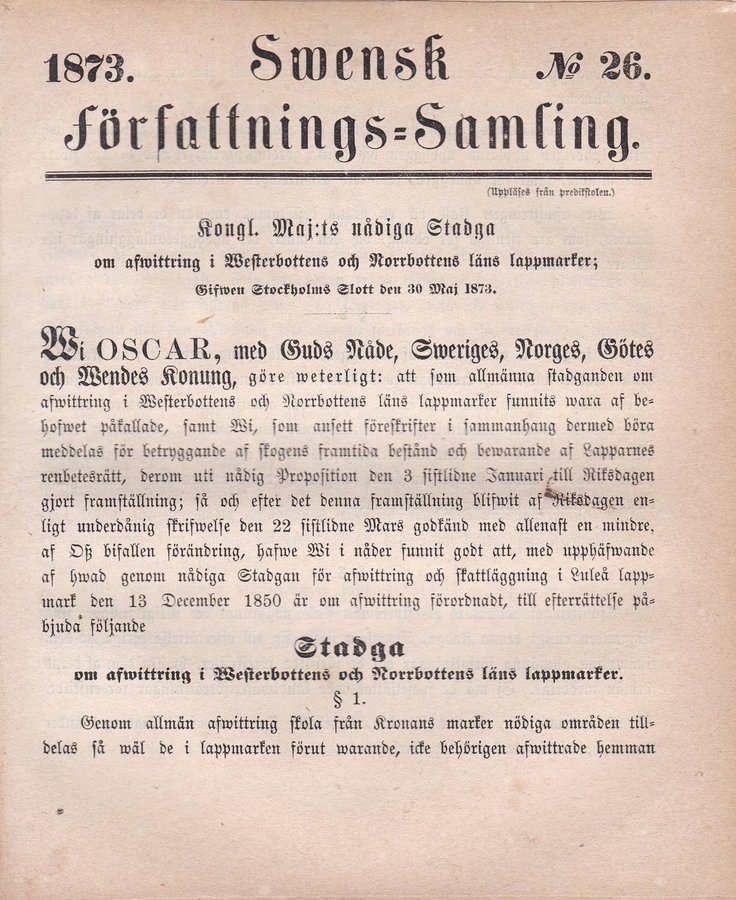 1873. Swensk № 26.
Författnings-Samling.
(Uppläses från predikstolen.)
Kongl. Maj:ts nådiga Stadga
om afwittring i Westerbottens och Norrbottens läns lappmarker;
Gifwen Stockholms Slott den 30 Maj 1873.
Wi OSCAR, med Guds Nåde, Sweriges, Norges, Götes
och Wendes Konung, göre weterligt: att som allmänna stadganden om
afwittring i Westerbottens och Norrbottens läns lappmarker funnits wara af be-
hofwet påkallade, samt Wi, som ansett föreskrifter i sammanhang dermed böra
meddelas för betryggande af skogens framtida bestånd och bewarande af Lapparnes
renbetesrätt, derom uti nådig Proposition den 3 sistlidne Januari till Riksdagen
gjort framställning; så och efter det denna framställning blifwit af Riksdagen en-
ligt underdånig skrifwelse den 22 sistlidne Mars godkänd med allenast en mindre,
af Oß bifallen förändring, hafwe Wi i nåder funnit godt att, med upphäfwande
af hwad genom nådiga Stadgan för afwittring och skattläggning i Luleå lapp-
mark den 13 December 1850 är om afwittring förordnadt, till efterrättelse på-
bjuda följande
Stadga
om afwittring i Westerbottens och Norrbottens läns lappmarker.
§ 1.
Genom allmän afwittring skola från Kronans marker nödiga områden till-
delas så wäl de i lappmarken förut warande, icke behörigen afwittrade hemman